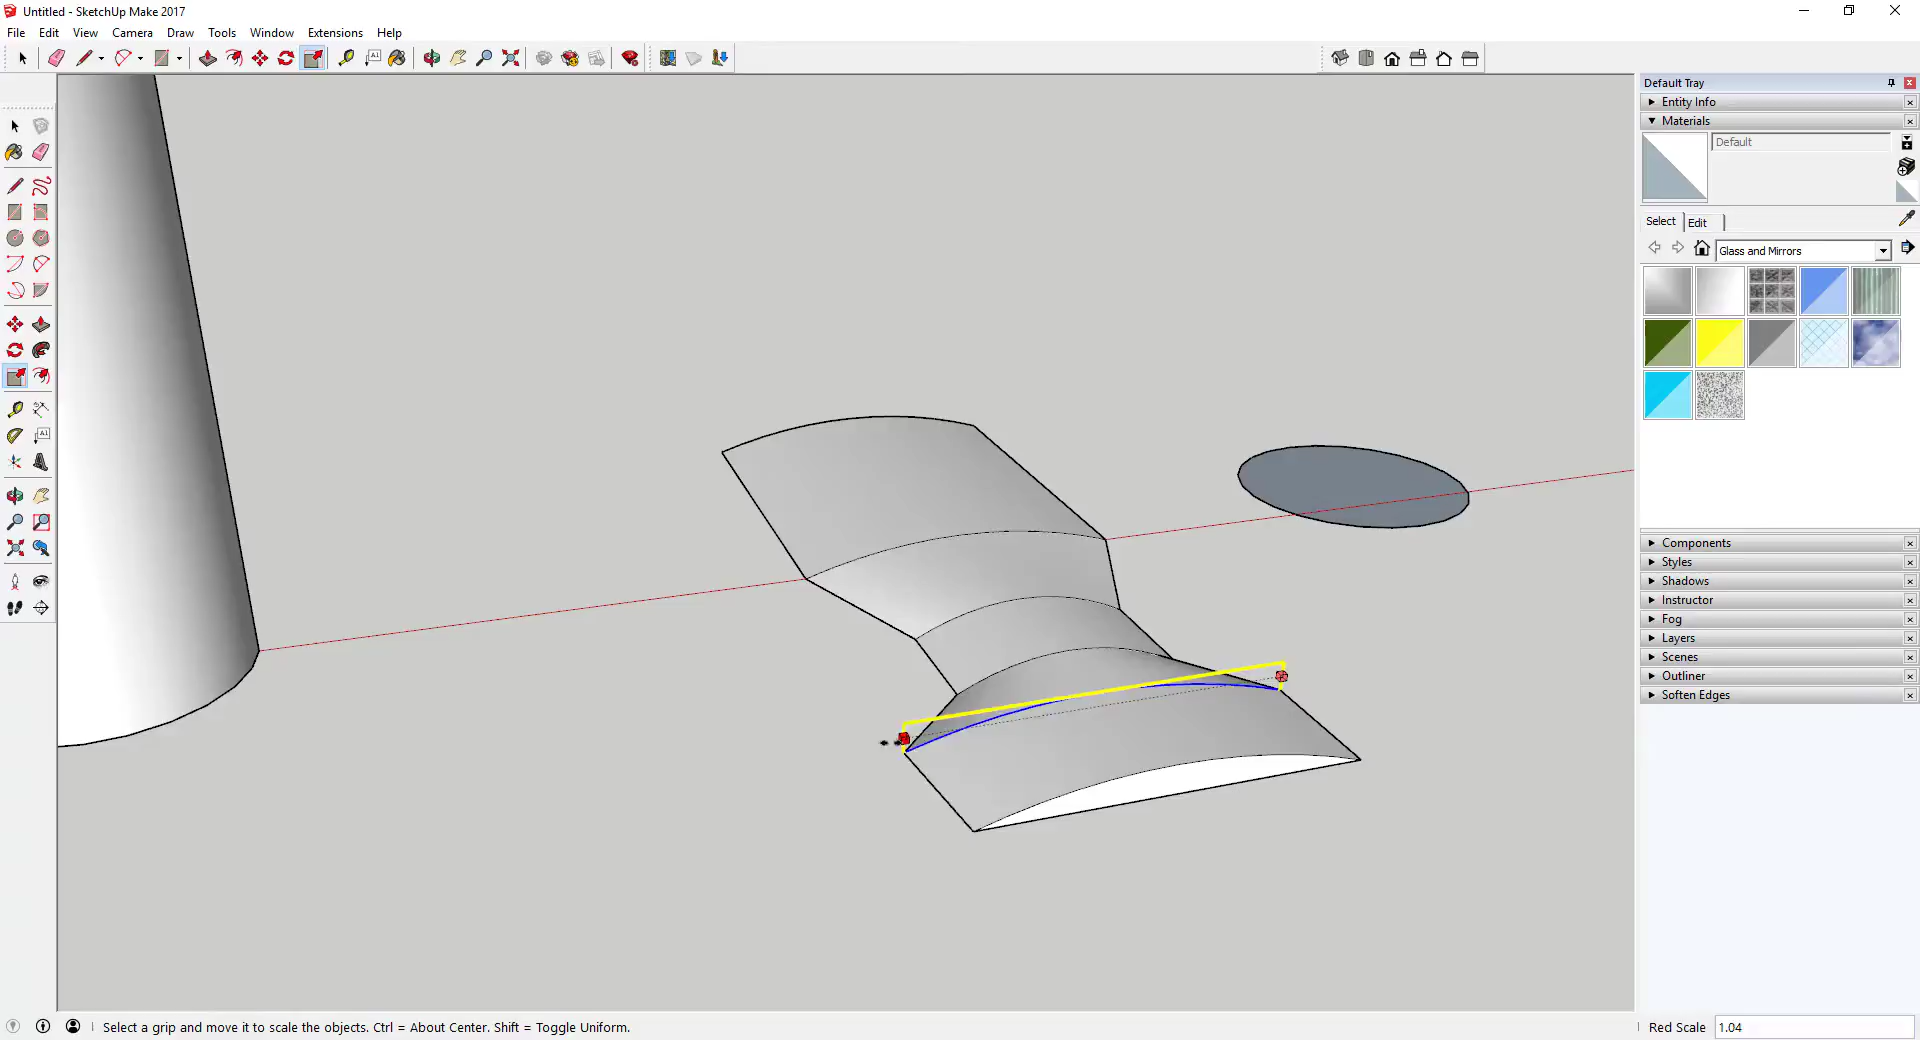 Untitled - SketchUp Make 2017
File Edit View Camera Draw Tools Window Extensions Help
Default Tray
Entity Info
Materials
Default
Select Edit
Glass and Mirrors
Components
Styles
Shadows
Instructor
Fog
Layers
Scenes
Outliner
Soften Edges
Select a grip and move it to scale the objects. Ctrl = About Center. Shift = Toggle Uniform.
Red Scale 1.04